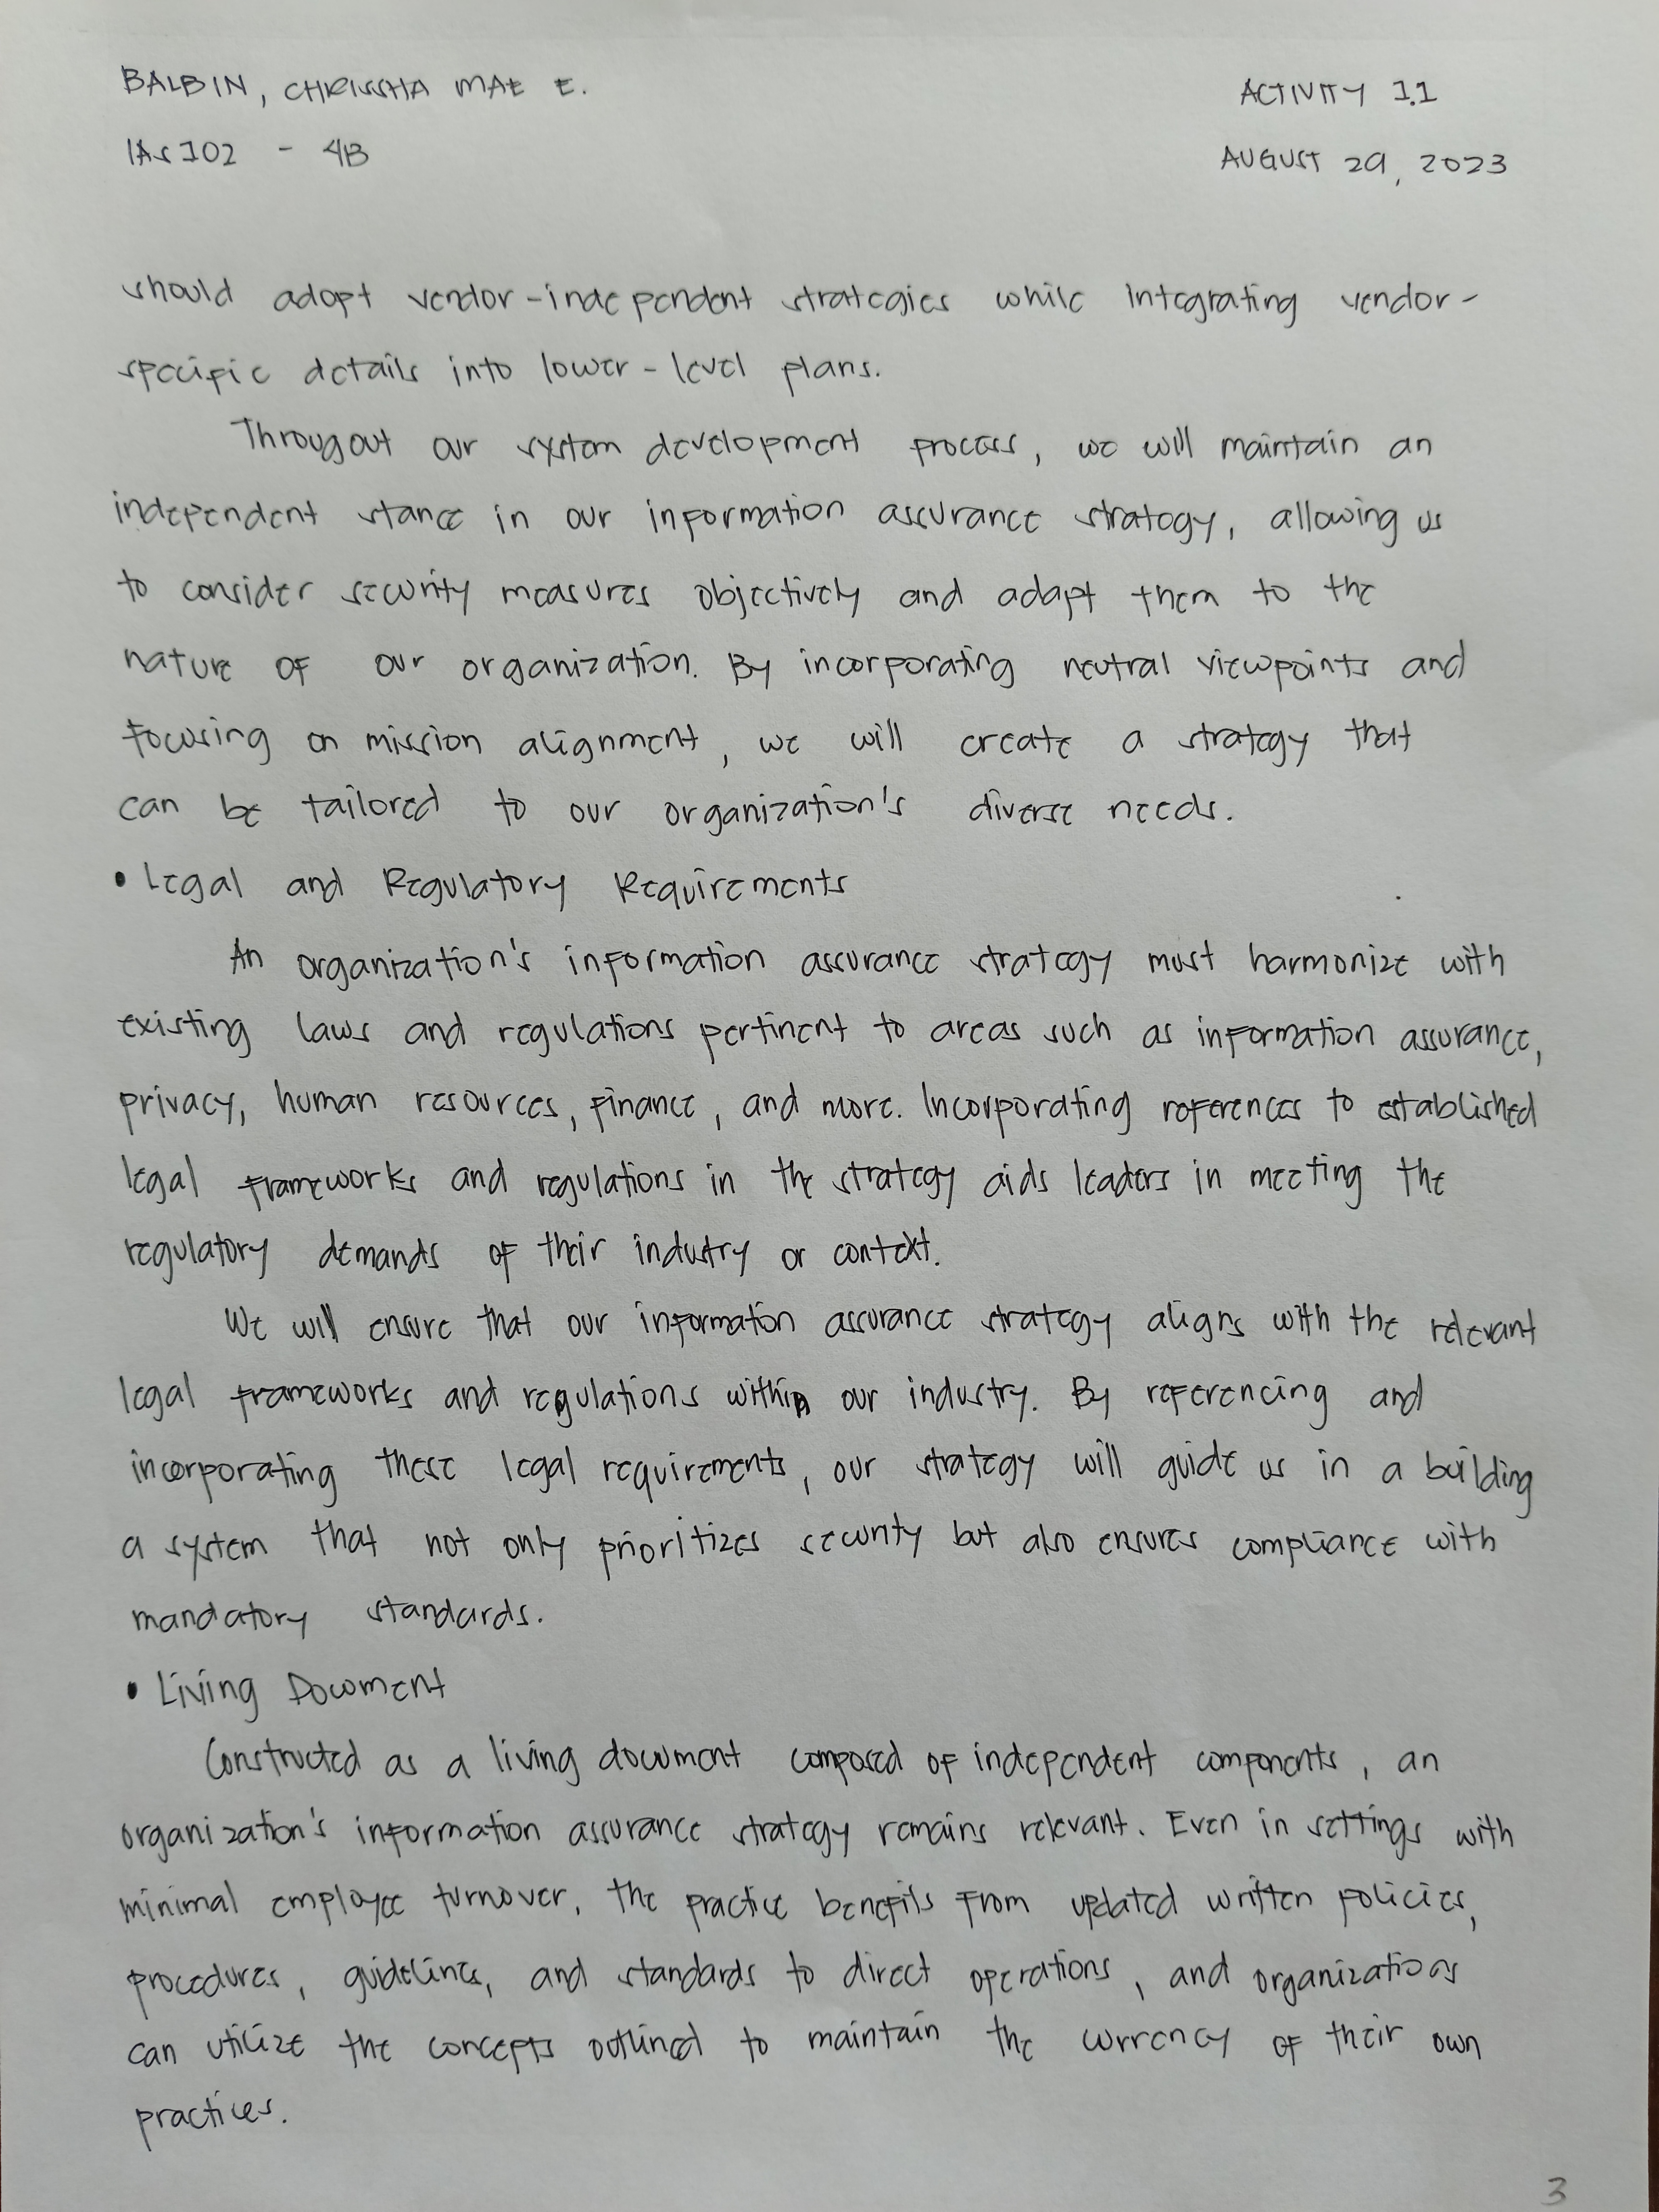 BALBIN, CHRISSHA MAE E.
ACTIVITY 1.1
IAS 102 - 4B
AUGUST 29, 2023
should adopt vendor-independent strategies while integrating vendor-
specific details into lower-level plans.
Througout our system development process, we will maintain an
independent stance in our information assurance strategy, allowing us
to consider security measures objectively and adapt them to the
nature of our organization. By incorporating neutral viewpoints and
focusing on mission alignment, we will create a strategy that
can be tailored to our organization's diverse needs.
• Legal and Regulatory Requirements
An organization's information assurance strategy must harmonize with
existing laws and regulations pertinent to areas such as information assurance,
privacy, human resources, finance, and more. Incorporating references to established
legal frameworks and regulations in the strategy aids leaders in meeting the
regulatory demands of their industry or context.
We will ensure that our information assurance strategy aligns with the relevant
legal frameworks and regulations within our industry. By referencing and
incorporating these legal requirements, our strategy will guide us in a building
a system that not only prioritizes security but also ensures compliance with
mandatory standards.
• Living Document
Constructed as a living document composed of independent components, an
organization's information assurance strategy remains relevant. Even in settings with
minimal employee turnover, the practice benefits from updated written policies,
procedures, guidelines, and standards to direct operations, and organizations
can utilize the concepts outlined to maintain the currency of their own
practices.
3